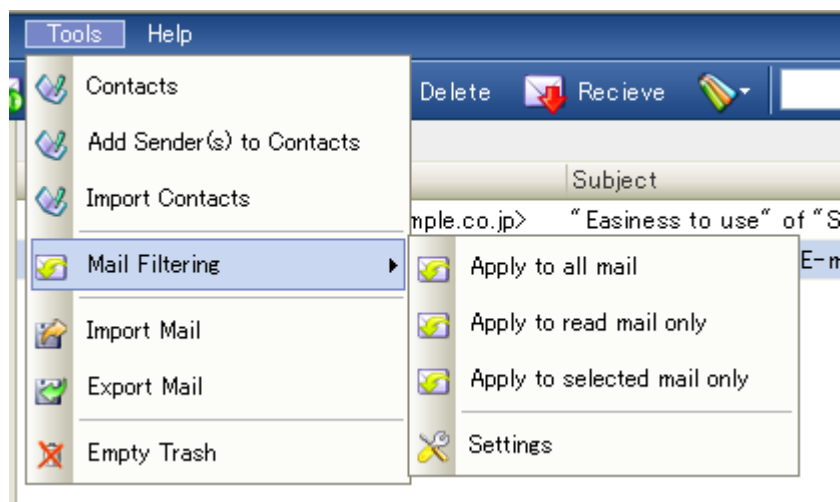 Tools Help
Delete Recieve
Contacts
Add Sender(s) to Contacts
Import Contacts
Subject
mple.co.jp> "Easiness to use" of "S
Mail Filtering
E-m
Apply to all mail
Apply to read mail only
Apply to selected mail only
Settings
Import Mail
Export Mail
Empty Trash